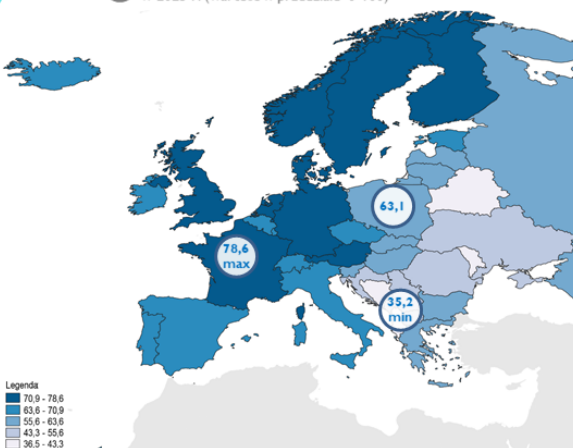 63,1
78,6
max
35,2
min
Legenda
70,9 - 78,6
63,6 - 70,9
55,6 - 63,6
43,3 - 55,6
36,5 - 43,3